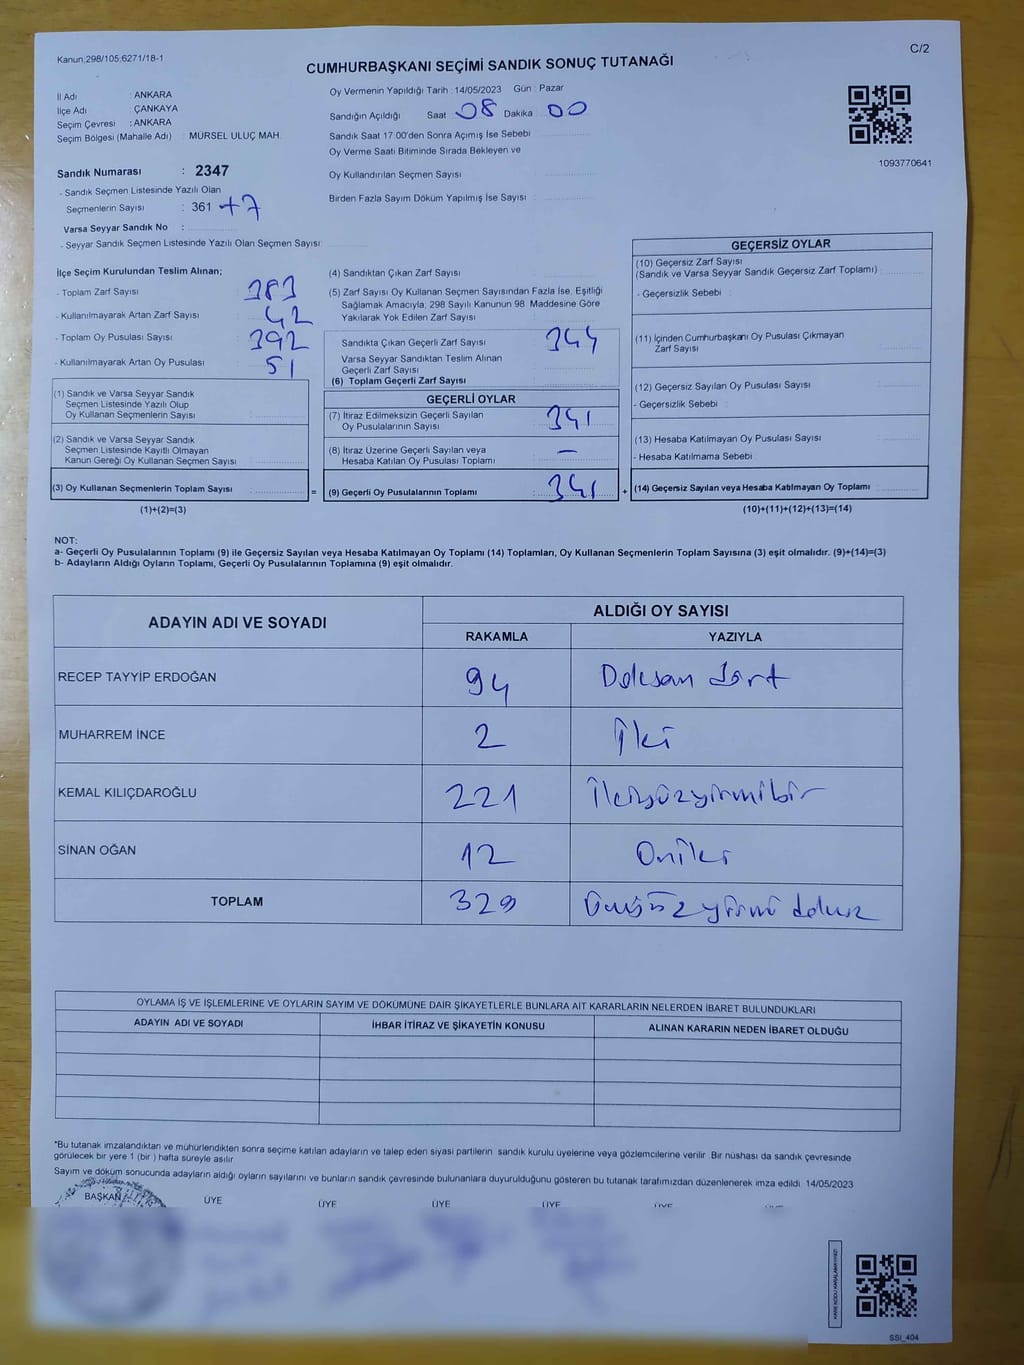 Kanun:298/105;6271/18-1
C/2
CUMHURBAŞKANI SEÇİMİ SANDIK SONUÇ TUTANAĞI
İl Adı : ANKARA
İlçe Adı : ÇANKAYA
Seçim Çevresi : ANKARA
Seçim Bölgesi (Mahalle Adı) : MÜRSEL ULUÇ MAH.
Oy Vermenin Yapıldığı Tarih : 14/05/2023 Gün : Pazar
Sandığın Açıldığı Saat : 08 Dakika : 00
Sandık Saat 17.00'den Sonra Açımış İse Sebebi
Oy Verme Saati Bitiminde Sırada Bekleyen ve
Oy Kullandırılan Seçmen Sayısı
Birden Fazla Sayım Döküm Yapılmış İse Sayısı
1093770641
Sandık Numarası : 2347
- Sandık Seçmen Listesinde Yazılı Olan
Seçmenlerin Sayısı : 361 +7
Varsa Seyyar Sandık No :
- Seyyar Sandık Seçmen Listesinde Yazılı Olan Seçmen Sayısı:
İlçe Seçim Kurulundan Teslim Alınan;
- Toplam Zarf Sayısı 383
- Kullanılmayarak Artan Zarf Sayısı 42
- Toplam Oy Pusulası Sayısı 392
- Kullanılmayarak Artan Oy Pusulası 51
(1) Sandık ve Varsa Seyyar Sandık
Seçmen Listesinde Yazılı Olup
Oy Kullanan Seçmenlerin Sayısı
(2) Sandık ve Varsa Seyyar Sandık
Seçmen Listesinde Kayıtlı Olmayan
Kanun Gereği Oy Kullanan Seçmen Sayısı
(3) Oy Kullanan Seçmenlerin Toplam Sayısı
(1)+(2)=(3)
(4) Sandıktan Çıkan Zarf Sayısı
(5) Zarf Sayısı Oy Kullanan Seçmen Sayısından Fazla İse, Eşitliği
Sağlamak Amacıyla; 298 Sayılı Kanunun 98. Maddesine Göre
Yakılarak Yok Edilen Zarf Sayısı
Sandıkta Çıkan Geçerli Zarf Sayısı 344
Varsa Seyyar Sandıktan Teslim Alınan
Geçerli Zarf Sayısı
(6) Toplam Geçerli Zarf Sayısı
GEÇERLİ OYLAR
(7) İtiraz Edilmeksizin Geçerli Sayılan
Oy Pusulalarının Sayısı 341
(8) İtiraz Üzerine Geçerli Sayılan veya
Hesaba Katılan Oy Pusulası Toplamı —
= (9) Geçerli Oy Pusulalarının Toplamı 341 +
GEÇERSİZ OYLAR
(10) Geçersiz Zarf Sayısı
(Sandık ve Varsa Seyyar Sandık Geçersiz Zarf Toplamı)
- Geçersizlik Sebebi :
(11) İçinden Cumhurbaşkanı Oy Pusulası Çıkmayan
Zarf Sayısı
(12) Geçersiz Sayılan Oy Pusulası Sayısı
- Geçersizlik Sebebi :
(13) Hesaba Katılmayan Oy Pusulası Sayısı
- Hesaba Katılmama Sebebi
(14) Geçersiz Sayılan veya Hesaba Katılmayan Oy Toplamı
(10)+(11)+(12)+(13)=(14)
NOT:
a- Geçerli Oy Pusulalarının Toplamı (9) ile Geçersiz Sayılan veya Hesaba Katılmayan Oy Toplamı (14) Toplamları, Oy Kullanan Seçmenlerin Toplam Sayısına (3) eşit olmalıdır. (9)+(14)=(3)
b- Adayların Aldığı Oyların Toplamı, Geçerli Oy Pusulalarının Toplamına (9) eşit olmalıdır.
ADAYIN ADI VE SOYADI
ALDIĞI OY SAYISI
RAKAMLA YAZIYLA
RECEP TAYYİP ERDOĞAN 94 Doksan dört
MUHARREM İNCE 2 İki
KEMAL KILIÇDAROĞLU 221 İkiyüzyirmibir
SİNAN OĞAN 12 Oniki
TOPLAM 329 Üçyüzyirmi dokuz
OYLAMA İŞ VE İŞLEMLERİNE VE OYLARIN SAYIM VE DÖKÜMÜNE DAİR ŞİKAYETLERLE BUNLARA AİT KARARLARIN NELERDEN İBARET BULUNDUKLARI
ADAYIN ADI VE SOYADI İHBAR İTİRAZ VE ŞİKAYETİN KONUSU ALINAN KARARIN NEDEN İBARET OLDUĞU
*Bu tutanak imzalandıktan ve mühürlendikten sonra seçime katılan adayların ve talep eden siyasi partilerin sandık kurulu üyelerine veya gözlemcilerine verilir. Bir nüshası da sandık çevresinde
görülecek bir yere 1 (bir) hafta süreyle asılır.
Sayım ve döküm sonucunda adayların aldığı oyların sayılarını ve bunların sandık çevresinde bulunanlara duyurulduğunu gösteren bu tutanak tarafımızdan düzenlenerek imza edildi. 14/05/2023
BAŞKAN ÜYE ÜYE ÜYE ÜYE ÜYE
SSİ_404